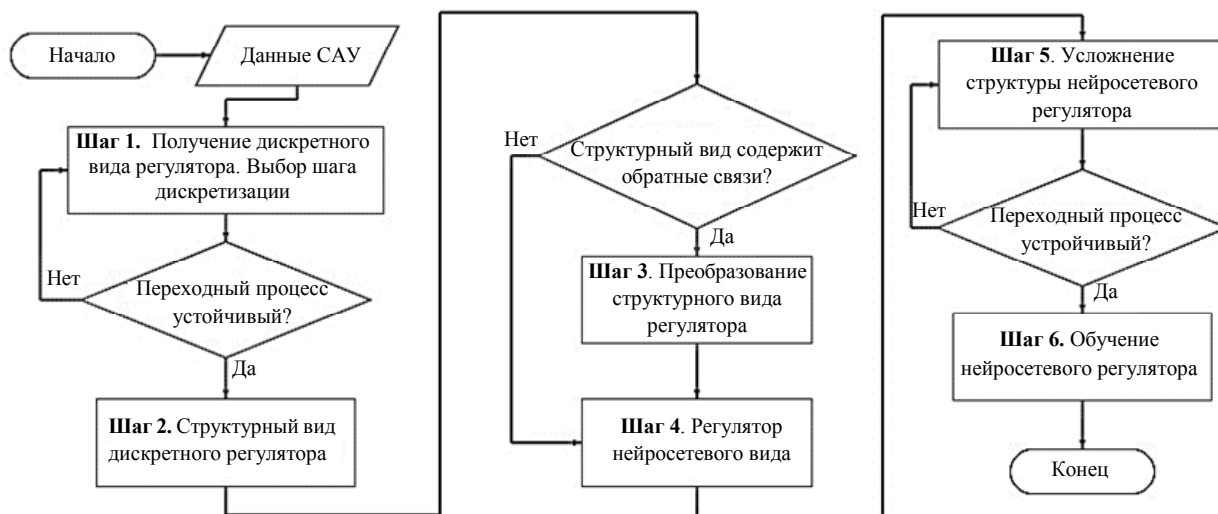 Начало
Данные САУ
Шаг 1. Получение дискретного
вида регулятора. Выбор шага
дискретизации
Нет
Переходный процесс
устойчивый?
Да
Шаг 2. Структурный вид
дискретного регулятора
Нет
Структурный вид содержит
обратные связи?
Да
Шаг 3. Преобразование
структурного вида
регулятора
Шаг 4. Регулятор
нейросетевого вида
Шаг 5. Усложнение
структуры нейросетевого
регулятора
Нет
Переходный процесс
устройчивый?
Да
Шаг 6. Обучение
нейросетевого регулятора
Конец